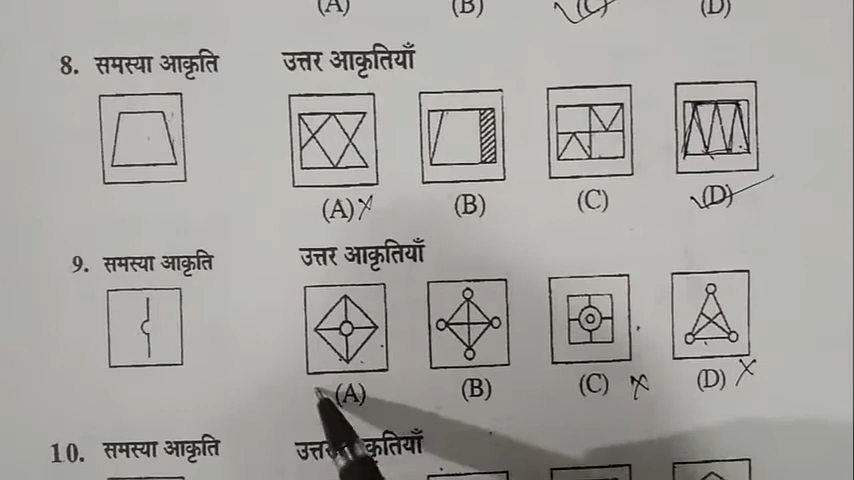 (A) (B) (C) (D)
8. समस्या आकृति उत्तर आकृतियाँ
(A) (B) (C) (D)
9. समस्या आकृति उत्तर आकृतियाँ
(A) (B) (C) (D)
10. समस्या आकृति